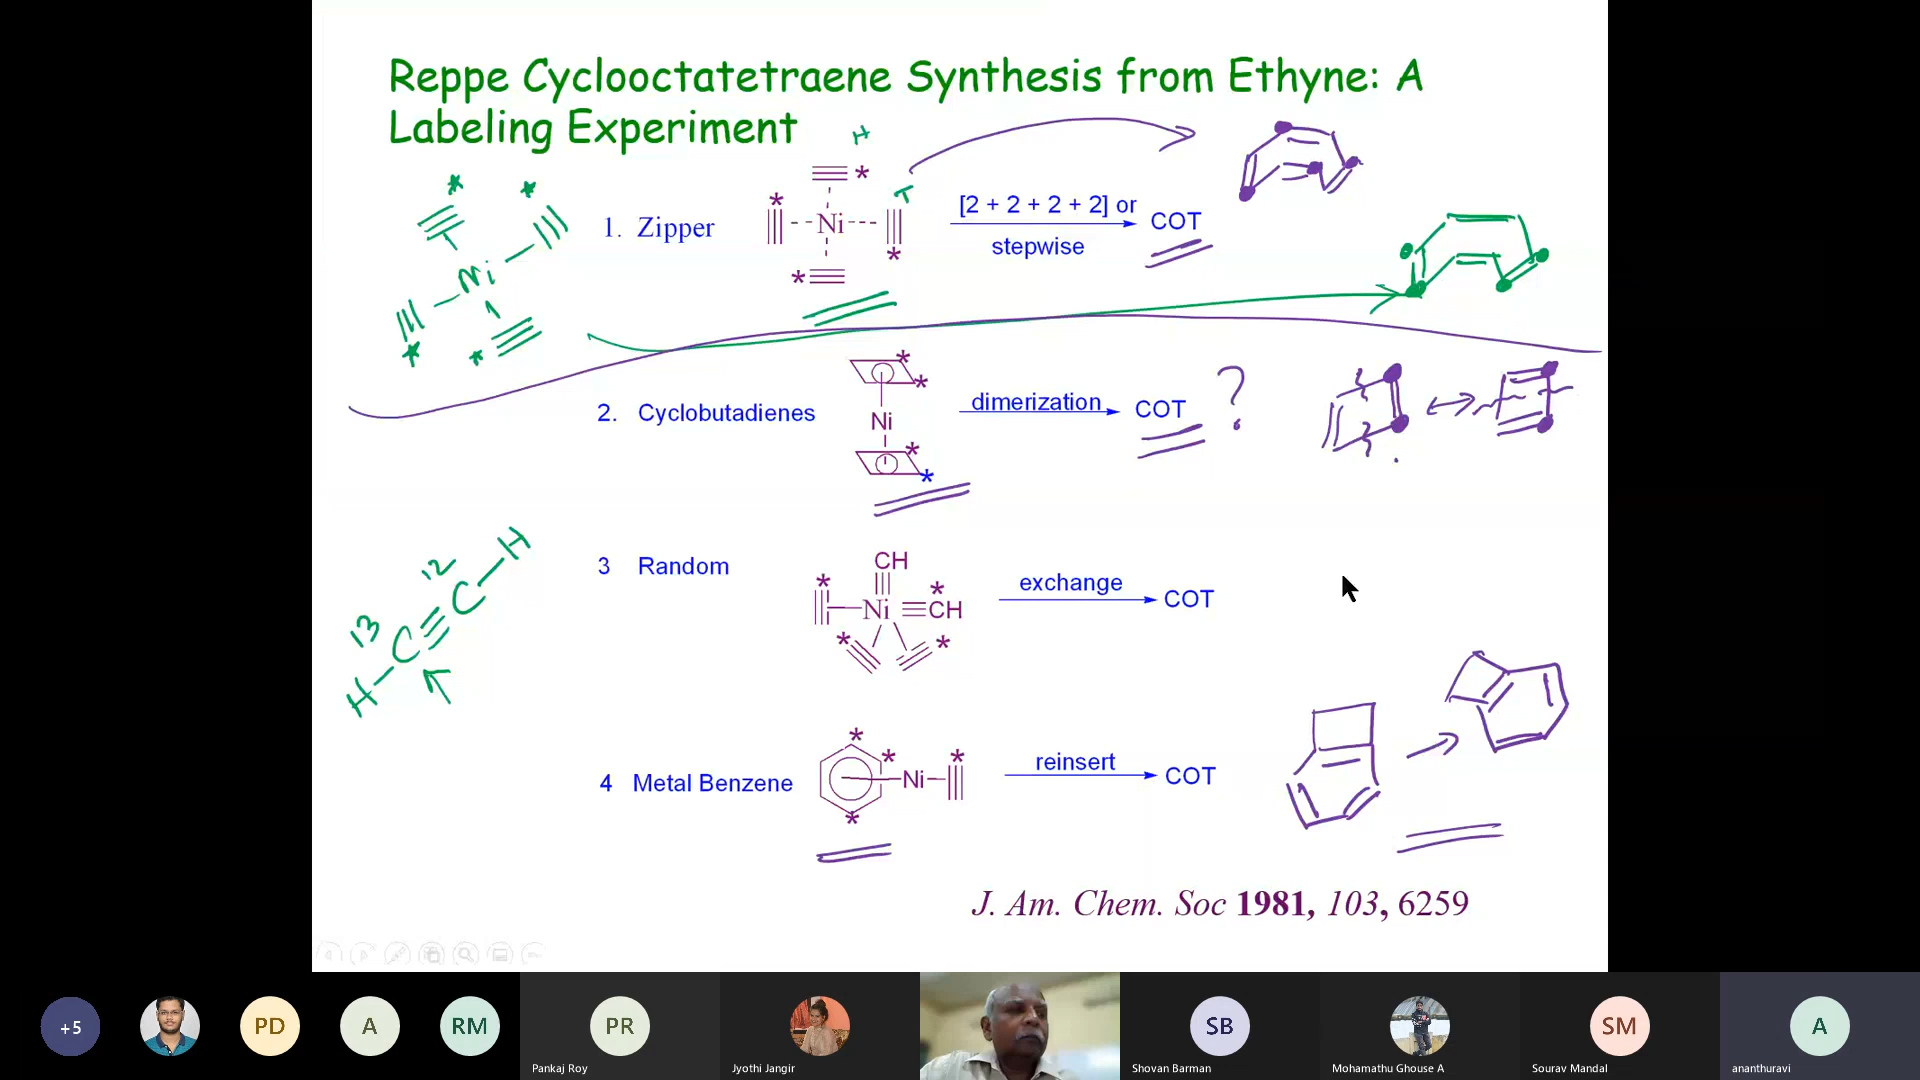 Reppe Cyclooctatetraene Synthesis from Ethyne: A
Labeling Experiment
H
* *
≡ *
* T
1. Zipper
Ni
[2 + 2 + 2 + 2] or
stepwise
COT
*
* ≡
Ni
* *
*
*
2. Cyclobutadienes
Ni
dimerization
COT ?
*
*
3 Random
CH
*
Ni
*
≡CH
* *
exchange
COT
H
12
C
13
C
H
4 Metal Benzene
*
* Ni *
*
reinsert
COT
J. Am. Chem. Soc 1981, 103, 6259
+5
PD
A
RM
PR
Pankaj Roy
Jyothi Jangir
SB
Shovan Barman
Mohamathu Ghouse A
SM
Sourav Mandal
A
ananthuravi